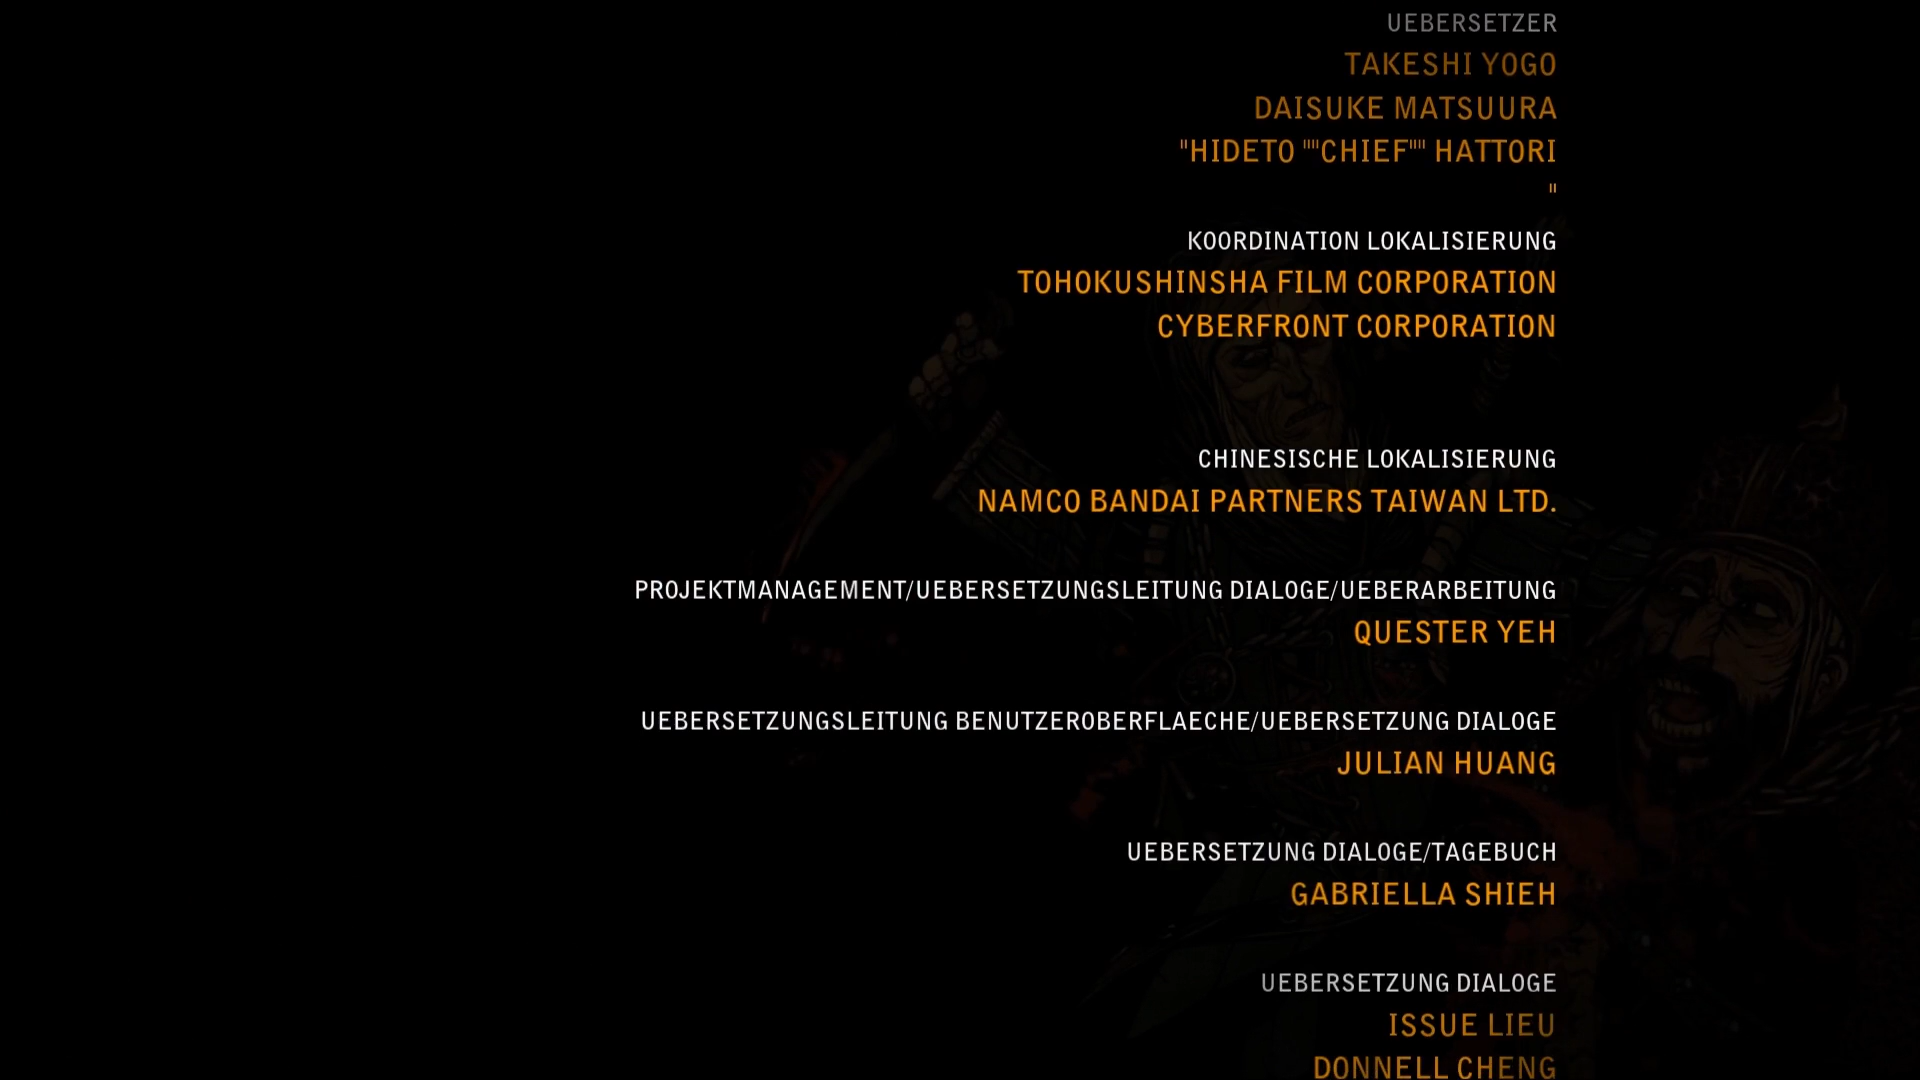 UEBERSETZER
TAKESHI YOGO
DAISUKE MATSUURA
"HIDETO ""CHIEF"" HATTORI
"
KOORDINATION LOKALISIERUNG
TOHOKUSHINSHA FILM CORPORATION
CYBERFRONT CORPORATION
CHINESISCHE LOKALISIERUNG
NAMCO BANDAI PARTNERS TAIWAN LTD.
PROJEKTMANAGEMENT/UEBERSETZUNGSLEITUNG DIALOGE/UEBERARBEITUNG
QUESTER YEH
UEBERSETZUNGSLEITUNG BENUTZEROBERFLAECHE/UEBERSETZUNG DIALOGE
JULIAN HUANG
UEBERSETZUNG DIALOGE/TAGEBUCH
GABRIELLA SHIEH
UEBERSETZUNG DIALOGE
ISSUE LIEU
DONNELL CHENG